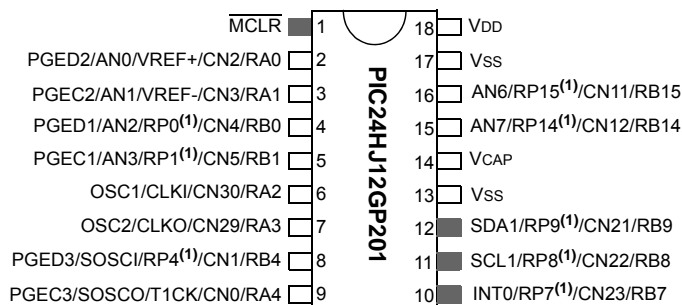 MCLR 1 18 VDD
PGED2/AN0/VREF+/CN2/RA0 2 17 VSS
PGEC2/AN1/VREF-/CN3/RA1 3 16 AN6/RP15(1)/CN11/RB15
PGED1/AN2/RP0(1)/CN4/RB0 4 15 AN7/RP14(1)/CN12/RB14
PGEC1/AN3/RP1(1)/CN5/RB1 5 14 VCAP
OSC1/CLKI/CN30/RA2 6 13 VSS
OSC2/CLKO/CN29/RA3 7 12 SDA1/RP9(1)/CN21/RB9
PGED3/SOSCI/RP4(1)/CN1/RB4 8 11 SCL1/RP8(1)/CN22/RB8
PGEC3/SOSCO/T1CK/CN0/RA4 9 10 INT0/RP7(1)/CN23/RB7
PIC24HJ12GP201